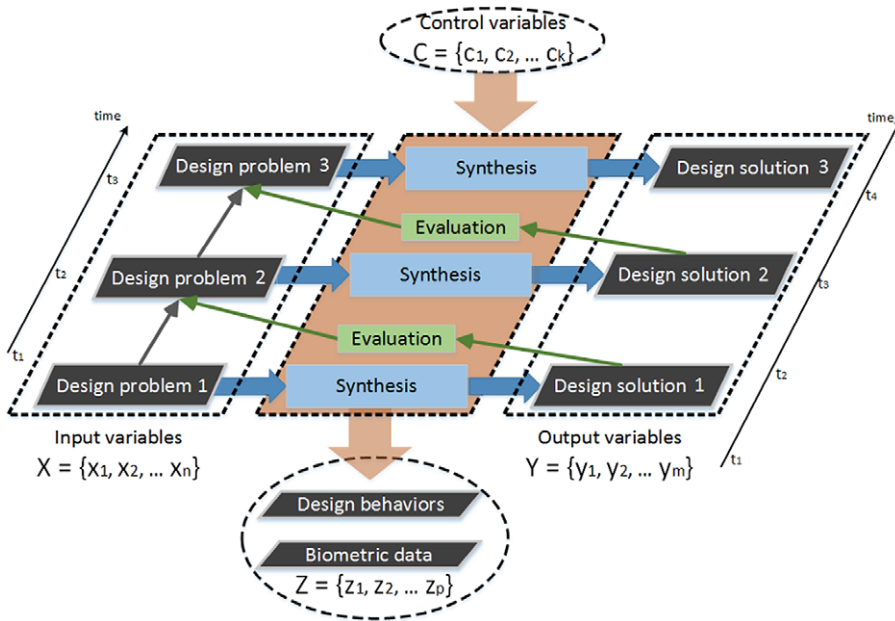 Control variables
C = {c1, c2, ... ck}
time
time
Design problem 3
Synthesis
Design solution 3
t3
t4
Evaluation
Design problem 2
Synthesis
Design solution 2
t2
t3
Evaluation
t1
Design problem 1
Synthesis
Design solution 1
t2
Input variables
X = {x1, x2, ... xn}
Output variables
Y = {y1, y2, ... ym}
t1
Design behaviors
Biometric data
Z = {z1, z2, ... zp}